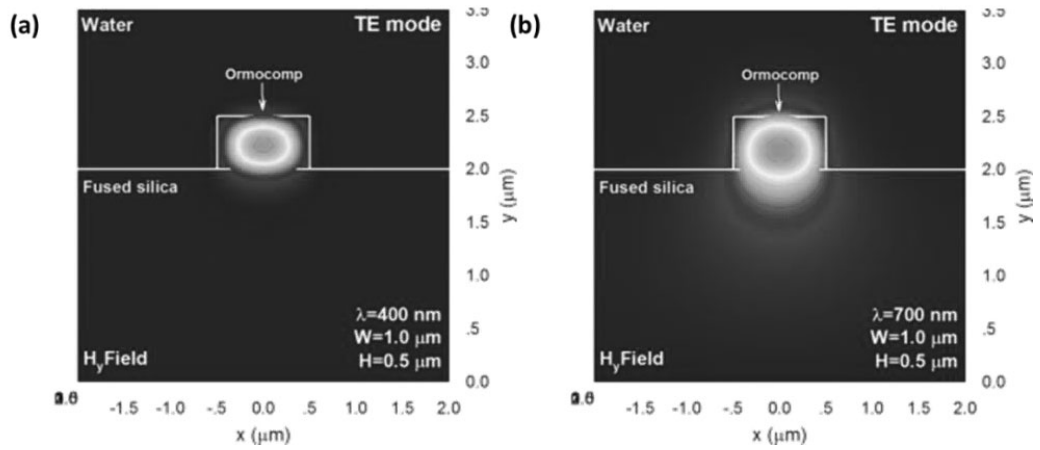 (a)
Water TE mode
Ormocomp
Fused silica
λ=400 nm
W=1.0 μm
H=0.5 μm
HyField
3.0
2.5
2.0
1.5
1.0
.5
0.0
y (μm)
-1.5 -1.0 -.5 0.0 .5 1.0 1.5 2.0
x (μm)
(b)
Water TE mode
Ormocomp
Fused silica
λ=700 nm
W=1.0 μm
H=0.5 μm
HyField
3.0
2.5
2.0
1.5
1.0
.5
0.0
y (μm)
-1.5 -1.0 -.5 0.0 .5 1.0 1.5 2.0
x (μm)